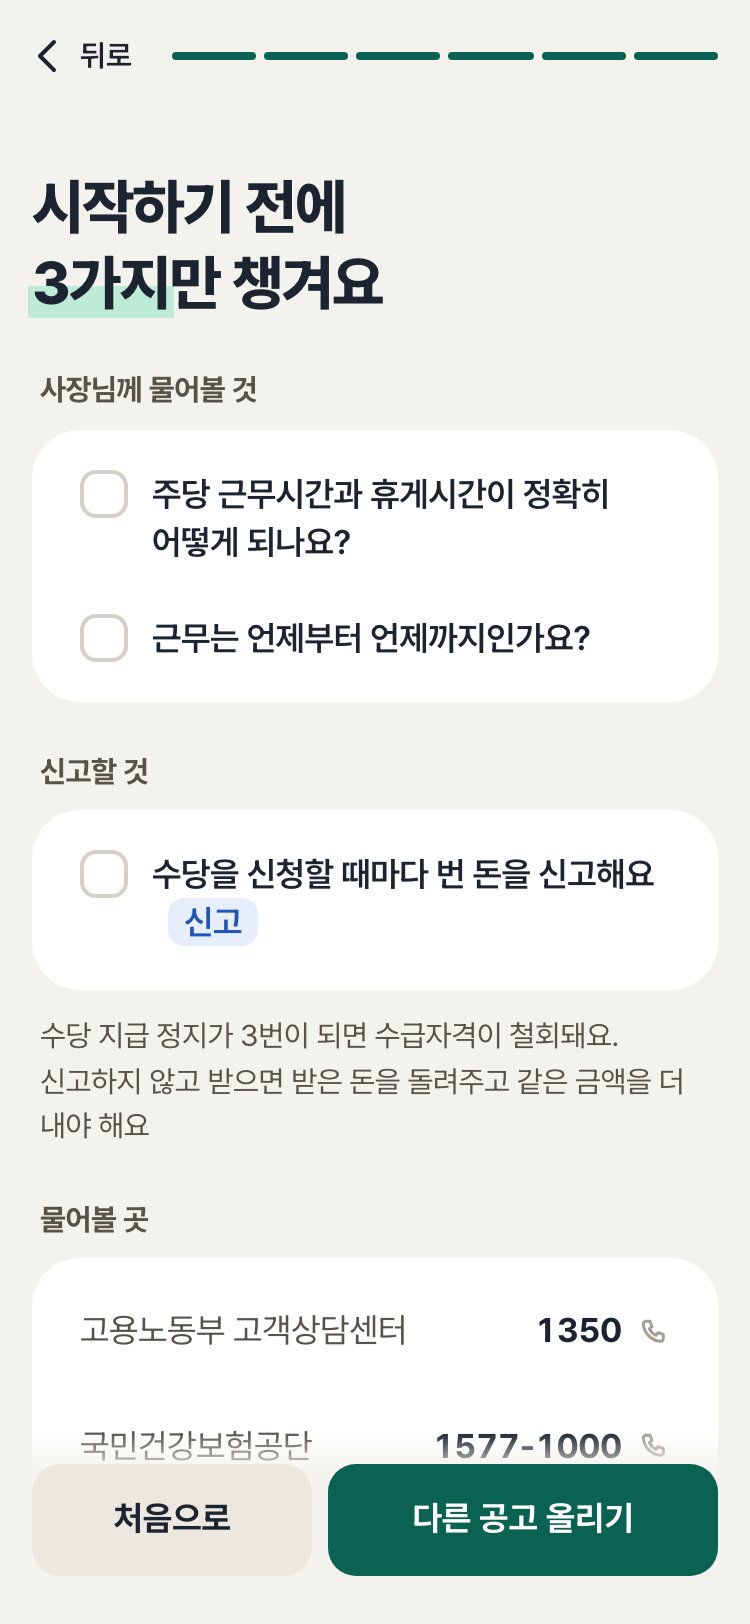 뒤로
시작하기 전에
3가지만 챙겨요
사장님께 물어볼 것
주당 근무시간과 휴게시간이 정확히
어떻게 되나요?
근무는 언제부터 언제까지인가요?
신고할 것
수당을 신청할 때마다 번 돈을 신고해요
신고
수당 지급 정지가 3번이 되면 수급자격이 철회돼요.
신고하지 않고 받으면 받은 돈을 돌려주고 같은 금액을 더
내야 해요
물어볼 곳
고용노동부 고객상담센터 1350
국민건강보험공단 1577-1000
처음으로 다른 공고 올리기